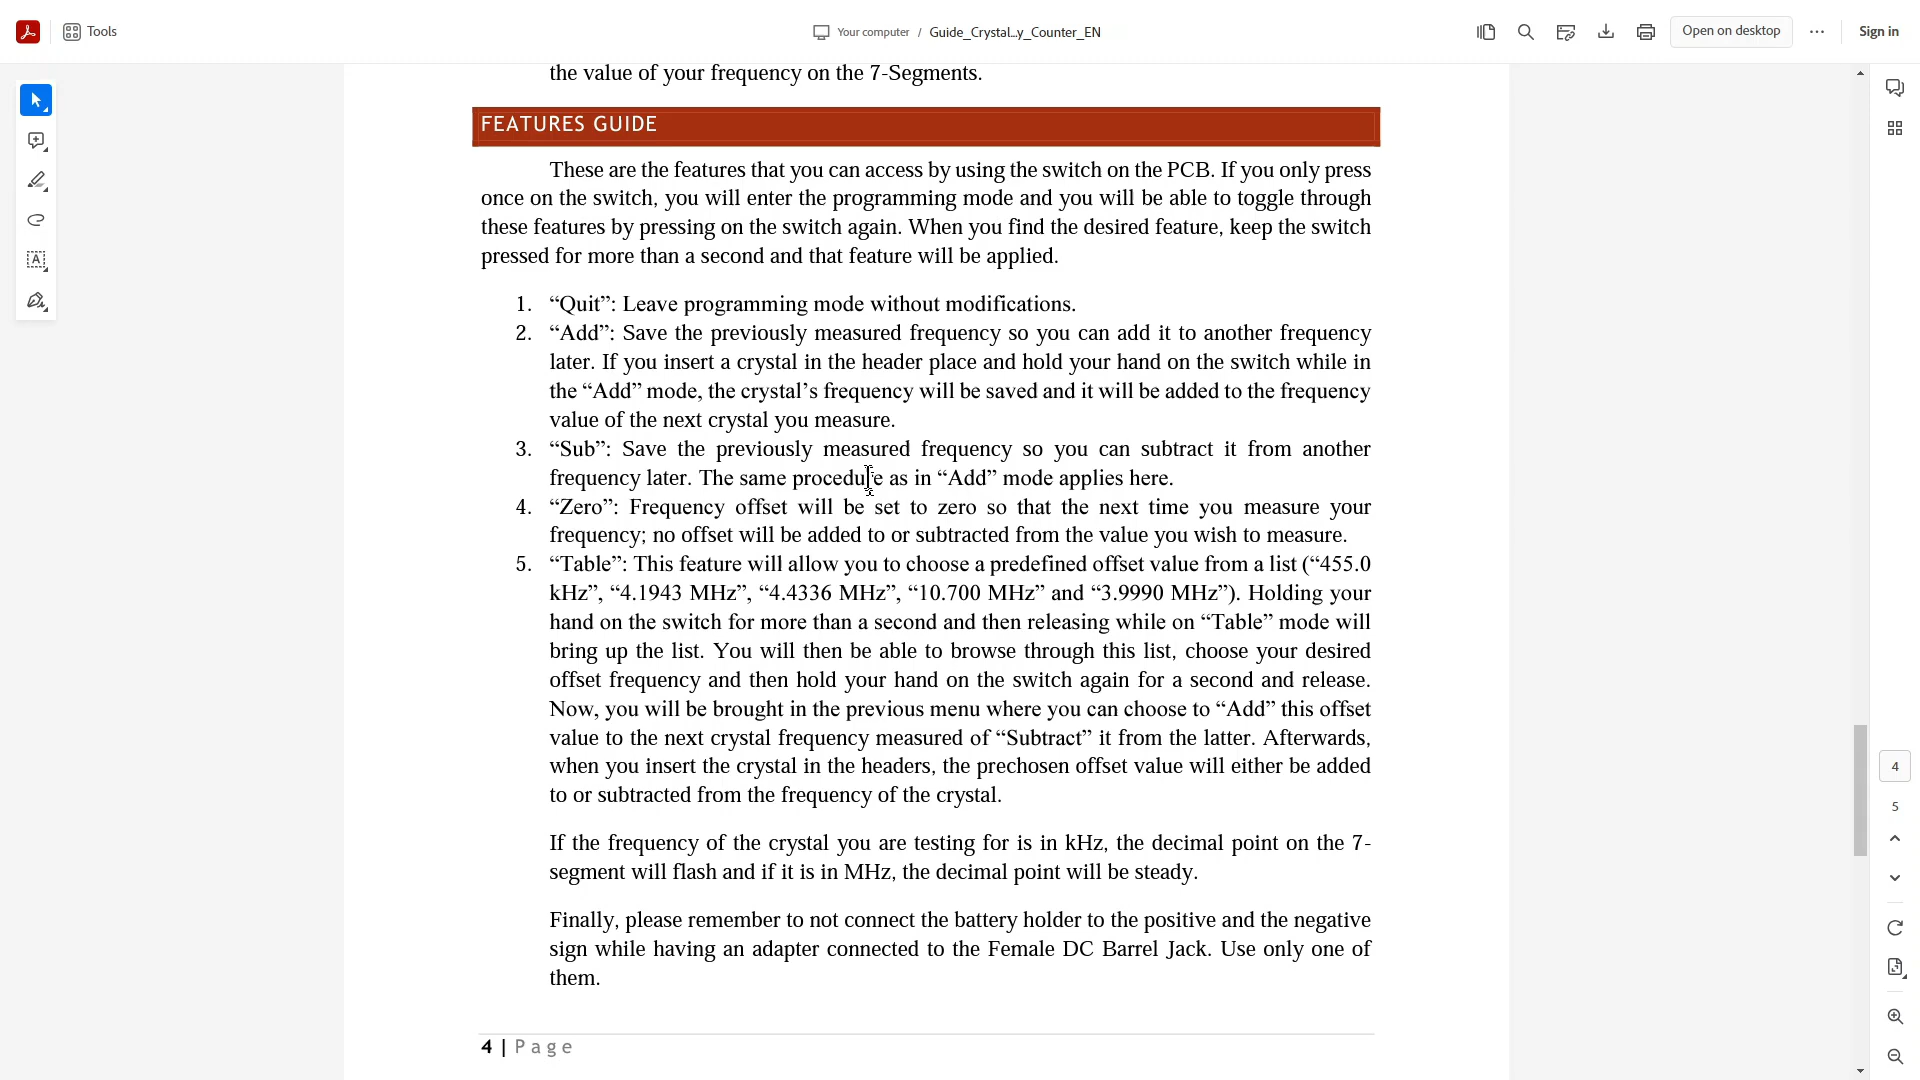 Tools
Your computer / Guide_Crystal...y_Counter_EN
Open on desktop
Sign in
the value of your frequency on the 7-Segments.
FEATURES GUIDE
These are the features that you can access by using the switch on the PCB. If you only press
once on the switch, you will enter the programming mode and you will be able to toggle through
these features by pressing on the switch again. When you find the desired feature, keep the switch
pressed for more than a second and that feature will be applied.
1. “Quit”: Leave programming mode without modifications.
2. “Add”: Save the previously measured frequency so you can add it to another frequency
later. If you insert a crystal in the header place and hold your hand on the switch while in
the “Add” mode, the crystal’s frequency will be saved and it will be added to the frequency
value of the next crystal you measure.
3. “Sub”: Save the previously measured frequency so you can subtract it from another
frequency later. The same procedure as in “Add” mode applies here.
4. “Zero”: Frequency offset will be set to zero so that the next time you measure your
frequency; no offset will be added to or subtracted from the value you wish to measure.
5. “Table”: This feature will allow you to choose a predefined offset value from a list (“455.0
kHz”, “4.1943 MHz”, “4.4336 MHz”, “10.700 MHz” and “3.9990 MHz”). Holding your
hand on the switch for more than a second and then releasing while on “Table” mode will
bring up the list. You will then be able to browse through this list, choose your desired
offset frequency and then hold your hand on the switch again for a second and release.
Now, you will be brought in the previous menu where you can choose to “Add” this offset
value to the next crystal frequency measured of “Subtract” it from the latter. Afterwards,
when you insert the crystal in the headers, the prechosen offset value will either be added
to or subtracted from the frequency of the crystal.
If the frequency of the crystal you are testing for is in kHz, the decimal point on the 7-
segment will flash and if it is in MHz, the decimal point will be steady.
Finally, please remember to not connect the battery holder to the positive and the negative
sign while having an adapter connected to the Female DC Barrel Jack. Use only one of
them.
4 | Page
4
5